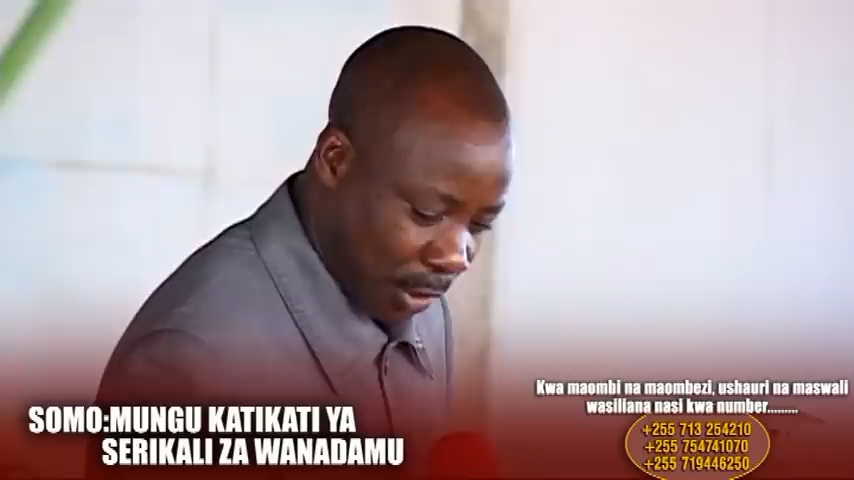 SOMO:MUNGU KATIKATI YA
SERIKALI ZA WANADAMU
Kwa maombi na maombezi, ushauri na maswali
wasiliana nasi kwa number.........
+255 713 254210
+255 754741070
+255 719446250